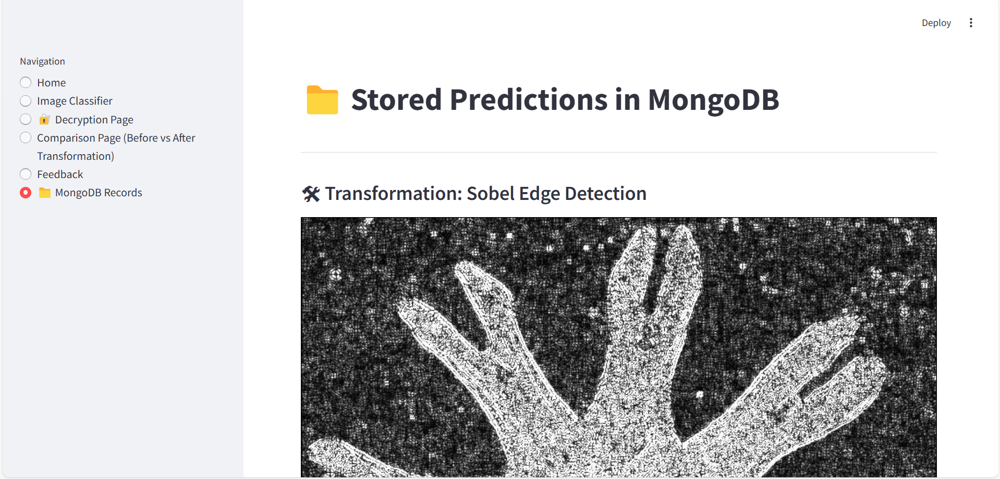 Deploy
Navigation
Home
Image Classifier
🔓 Decryption Page
Comparison Page (Before vs After
Transformation)
Feedback
📁 MongoDB Records
📁 Stored Predictions in MongoDB
🛠 Transformation: Sobel Edge Detection